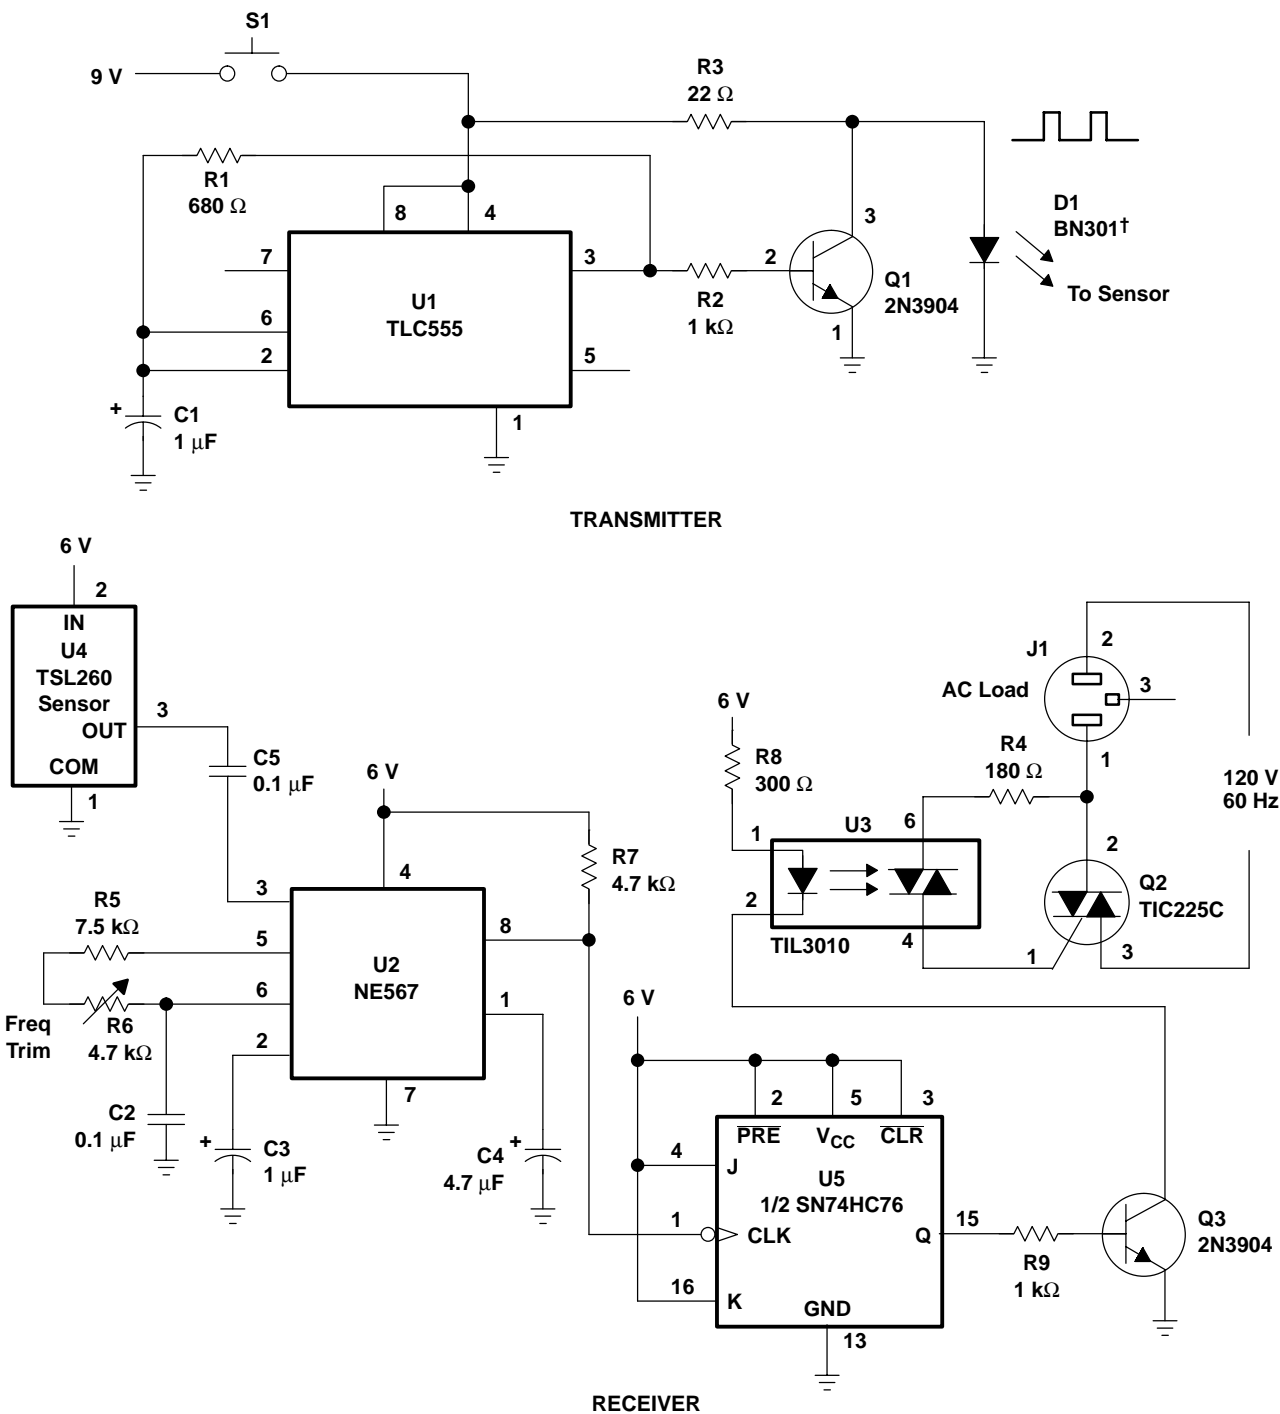 S1
9 V
R3
22 Ω
R1
680 Ω
8
4
D1
BN301†
3
7
3
2
U1
TLC555
Q1
2N3904
To Sensor
R2
1 kΩ
6
2
5
1
+
C1
1 μF
1
TRANSMITTER
6 V
2
IN
U4
TSL260
Sensor
OUT
3
COM
1
C5
0.1 μF
6 V
4
R7
4.7 kΩ
3
R5
7.5 kΩ
5
8
U2
NE567
6
1
Freq
Trim
R6
4.7 kΩ
2
7
C2
0.1 μF
+
C3
1 μF
C4
4.7 μF
+
J1
2
AC Load
3
6 V
R8
300 Ω
R4
180 Ω
1
120 V
60 Hz
U3
6
1
2
2
Q2
TIC225C
TIL3010
4
1
3
6 V
2
5
3
PRE
VCC
CLR
4
J
U5
1/2 SN74HC76
1
CLK
Q
15
Q3
2N3904
R9
1 kΩ
16
K
GND
13
RECEIVER